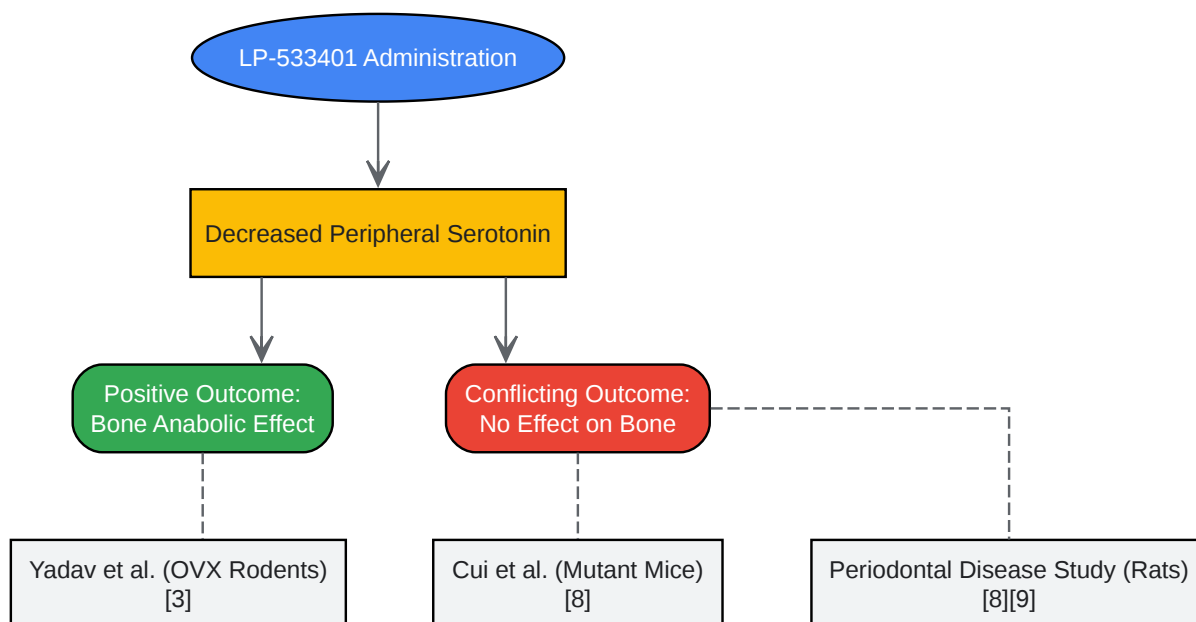 LP-533401 Administration
Decreased Peripheral Serotonin
Positive Outcome:
Bone Anabolic Effect
Conflicting Outcome:
No Effect on Bone
Yadav et al. (OVX Rodents)
[3]
Cui et al. (Mutant Mice)
[8]
Periodontal Disease Study (Rats)
[8][9]